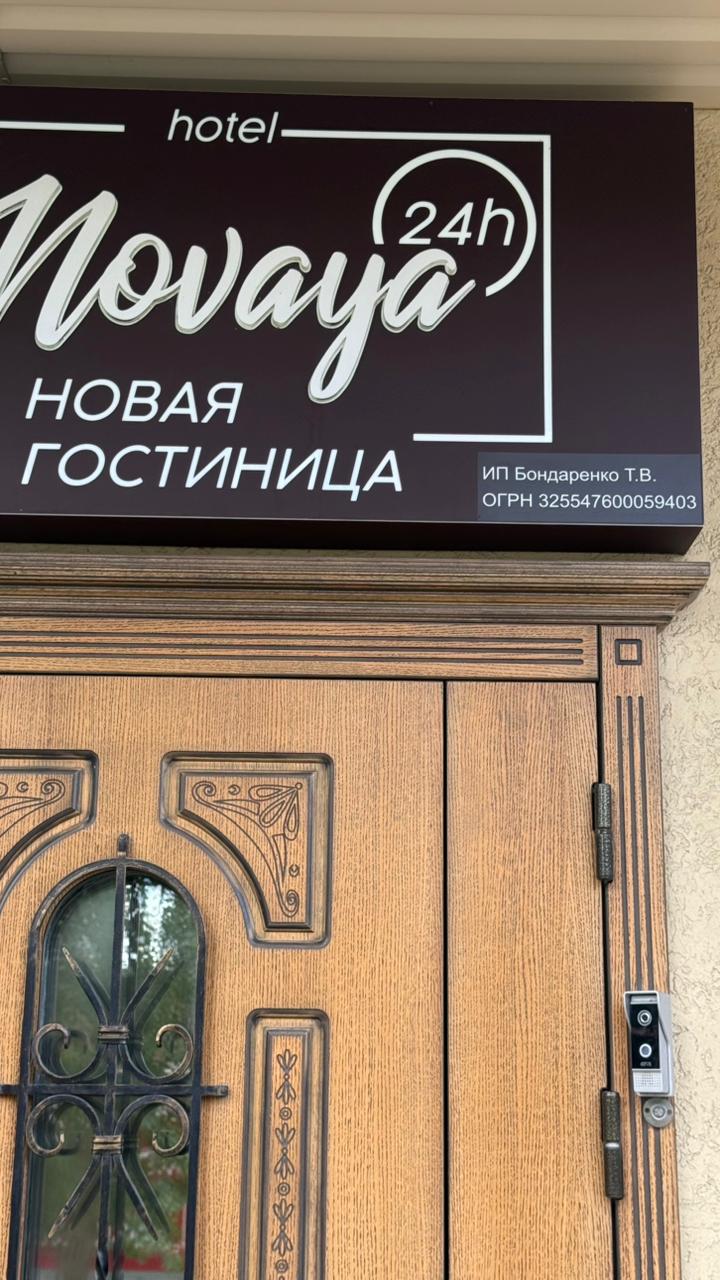 hotel
24h
Novaya
НОВАЯ
ГОСТИНИЦА
ИП Бондаренко Т.В.
ОГРН 325547600059403